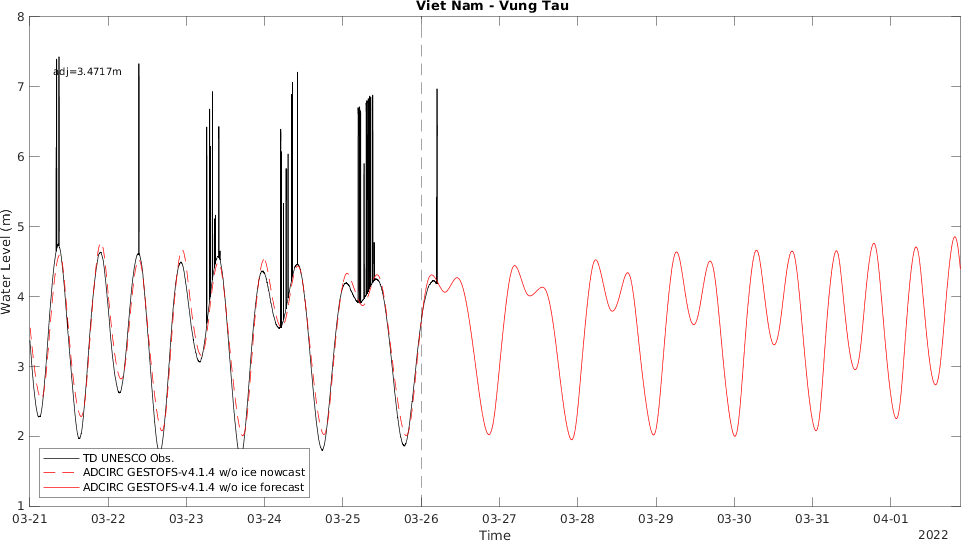 Viet Nam - Vung Tau
8
adj=3.4717m
7
6
5
4
3
2
1
Water Level (m)
TD UNESCO Obs.
ADCIRC GESTOFS-v4.1.4 w/o ice nowcast
ADCIRC GESTOFS-v4.1.4 w/o ice forecast
03-21 03-22 03-23 03-24 03-25 03-26 03-27 03-28 03-29 03-30 03-31 04-01
Time
2022